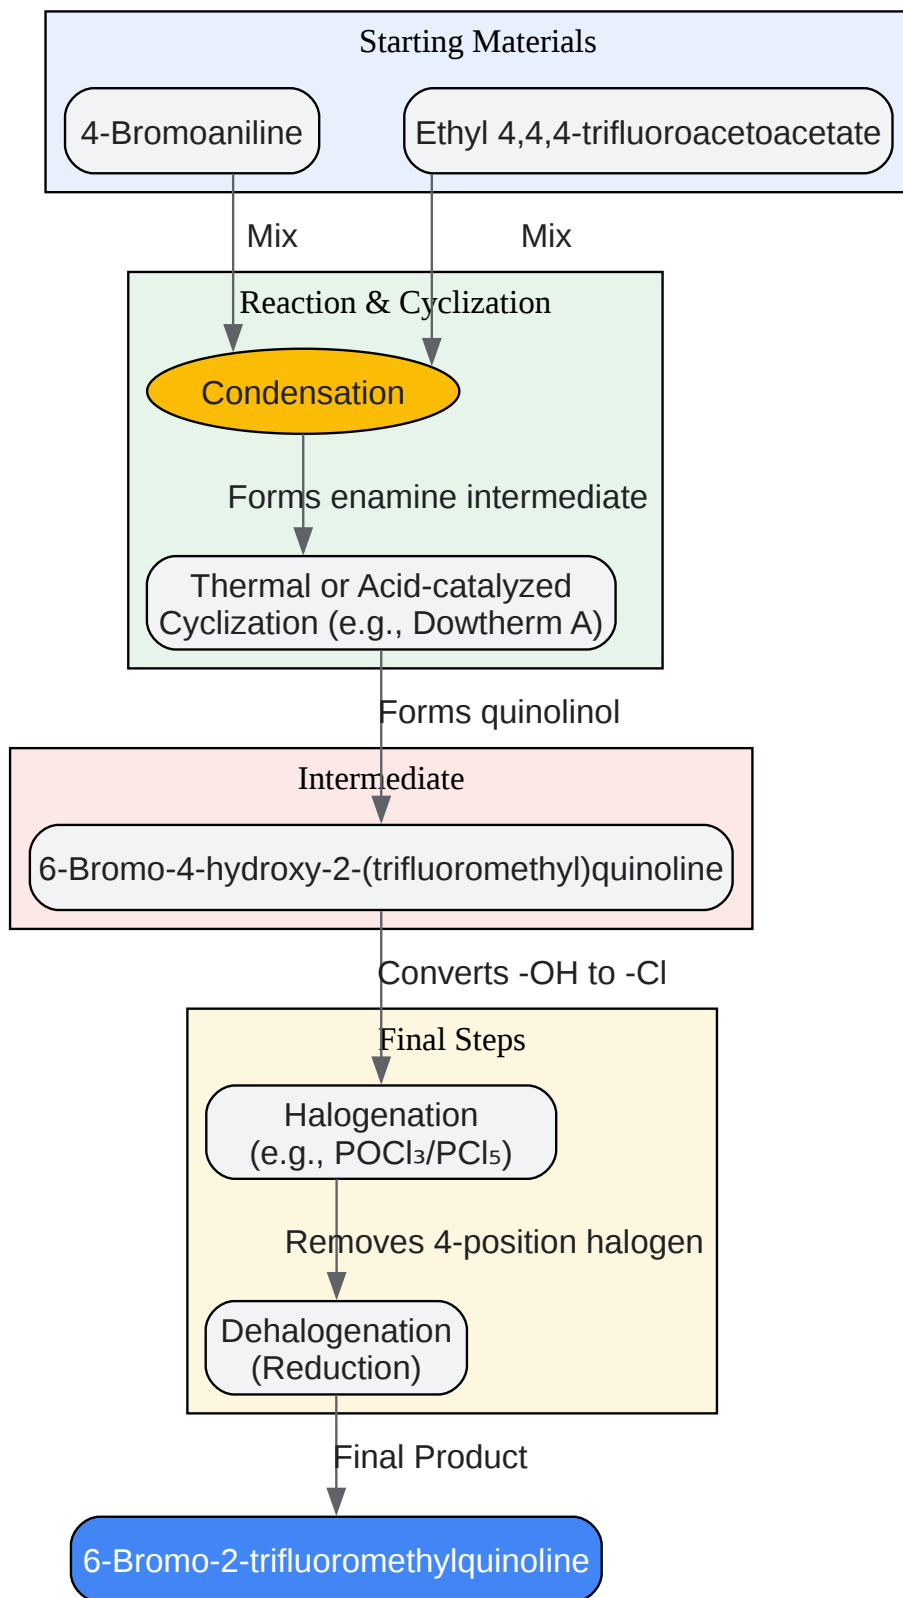 Starting Materials
4-Bromoaniline
Ethyl 4,4,4-trifluoroacetoacetate
Mix
Mix
Reaction & Cyclization
Condensation
Forms enamine intermediate
Thermal or Acid-catalyzed
Cyclization (e.g., Dowtherm A)
Forms quinolinol
Intermediate
6-Bromo-4-hydroxy-2-(trifluoromethyl)quinoline
Converts -OH to -Cl
Final Steps
Halogenation
(e.g., POCl₃/PCl₅)
Removes 4-position halogen
Dehalogenation
(Reduction)
Final Product
6-Bromo-2-trifluoromethylquinoline